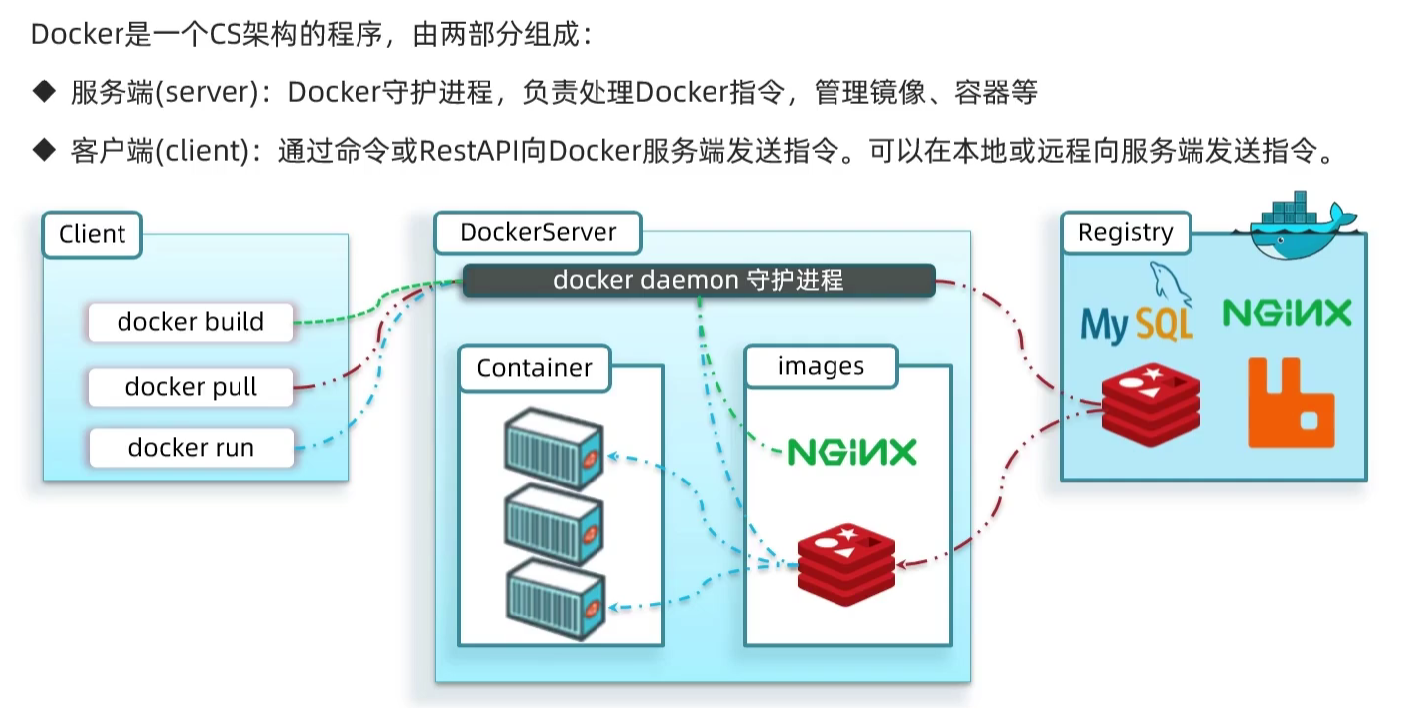 Docker是一个CS架构的程序，由两部分组成：
◆ 服务端(server)：Docker守护进程，负责处理Docker指令，管理镜像、容器等
◆ 客户端(client)：通过命令或RestAPI向Docker服务端发送指令。可以在本地或远程向服务端发送指令。
Client
docker build
docker pull
docker run
DockerServer
docker daemon 守护进程
Container
images
NGiNX
Registry
MySQL
NGiNX